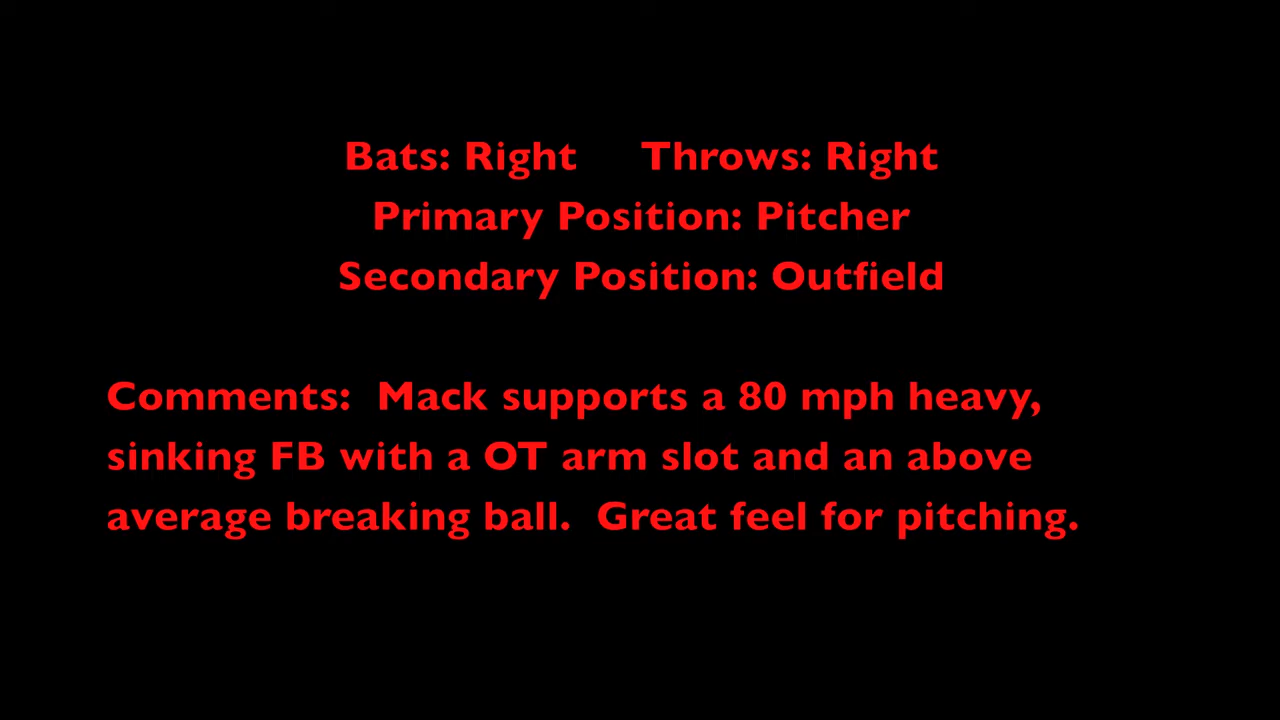 Bats: Right Throws: Right
Primary Position: Pitcher
Secondary Position: Outfield
Comments: Mack supports a 80 mph heavy,
sinking FB with a OT arm slot and an above
average breaking ball. Great feel for pitching.